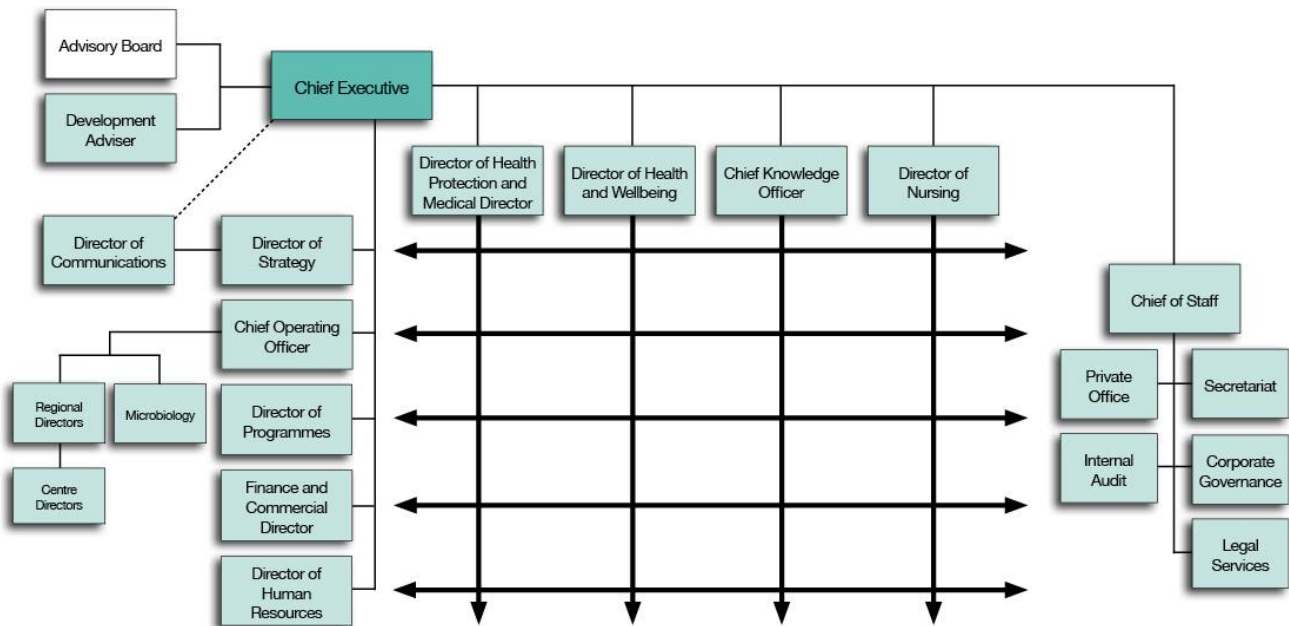 Advisory Board
Chief Executive
Development
Adviser
Director of Health
Protection and
Medical Director
Director of Health
and Wellbeing
Chief Knowledge
Officer
Director of
Nursing
Director of
Communications
Director of
Strategy
Chief of Staff
Chief Operating
Officer
Private
Office
Secretariat
Regional
Directors
Microbiology
Director of
Programmes
Internal
Audit
Corporate
Governance
Centre
Directors
Finance and
Commercial
Director
Legal
Services
Director of
Human
Resources